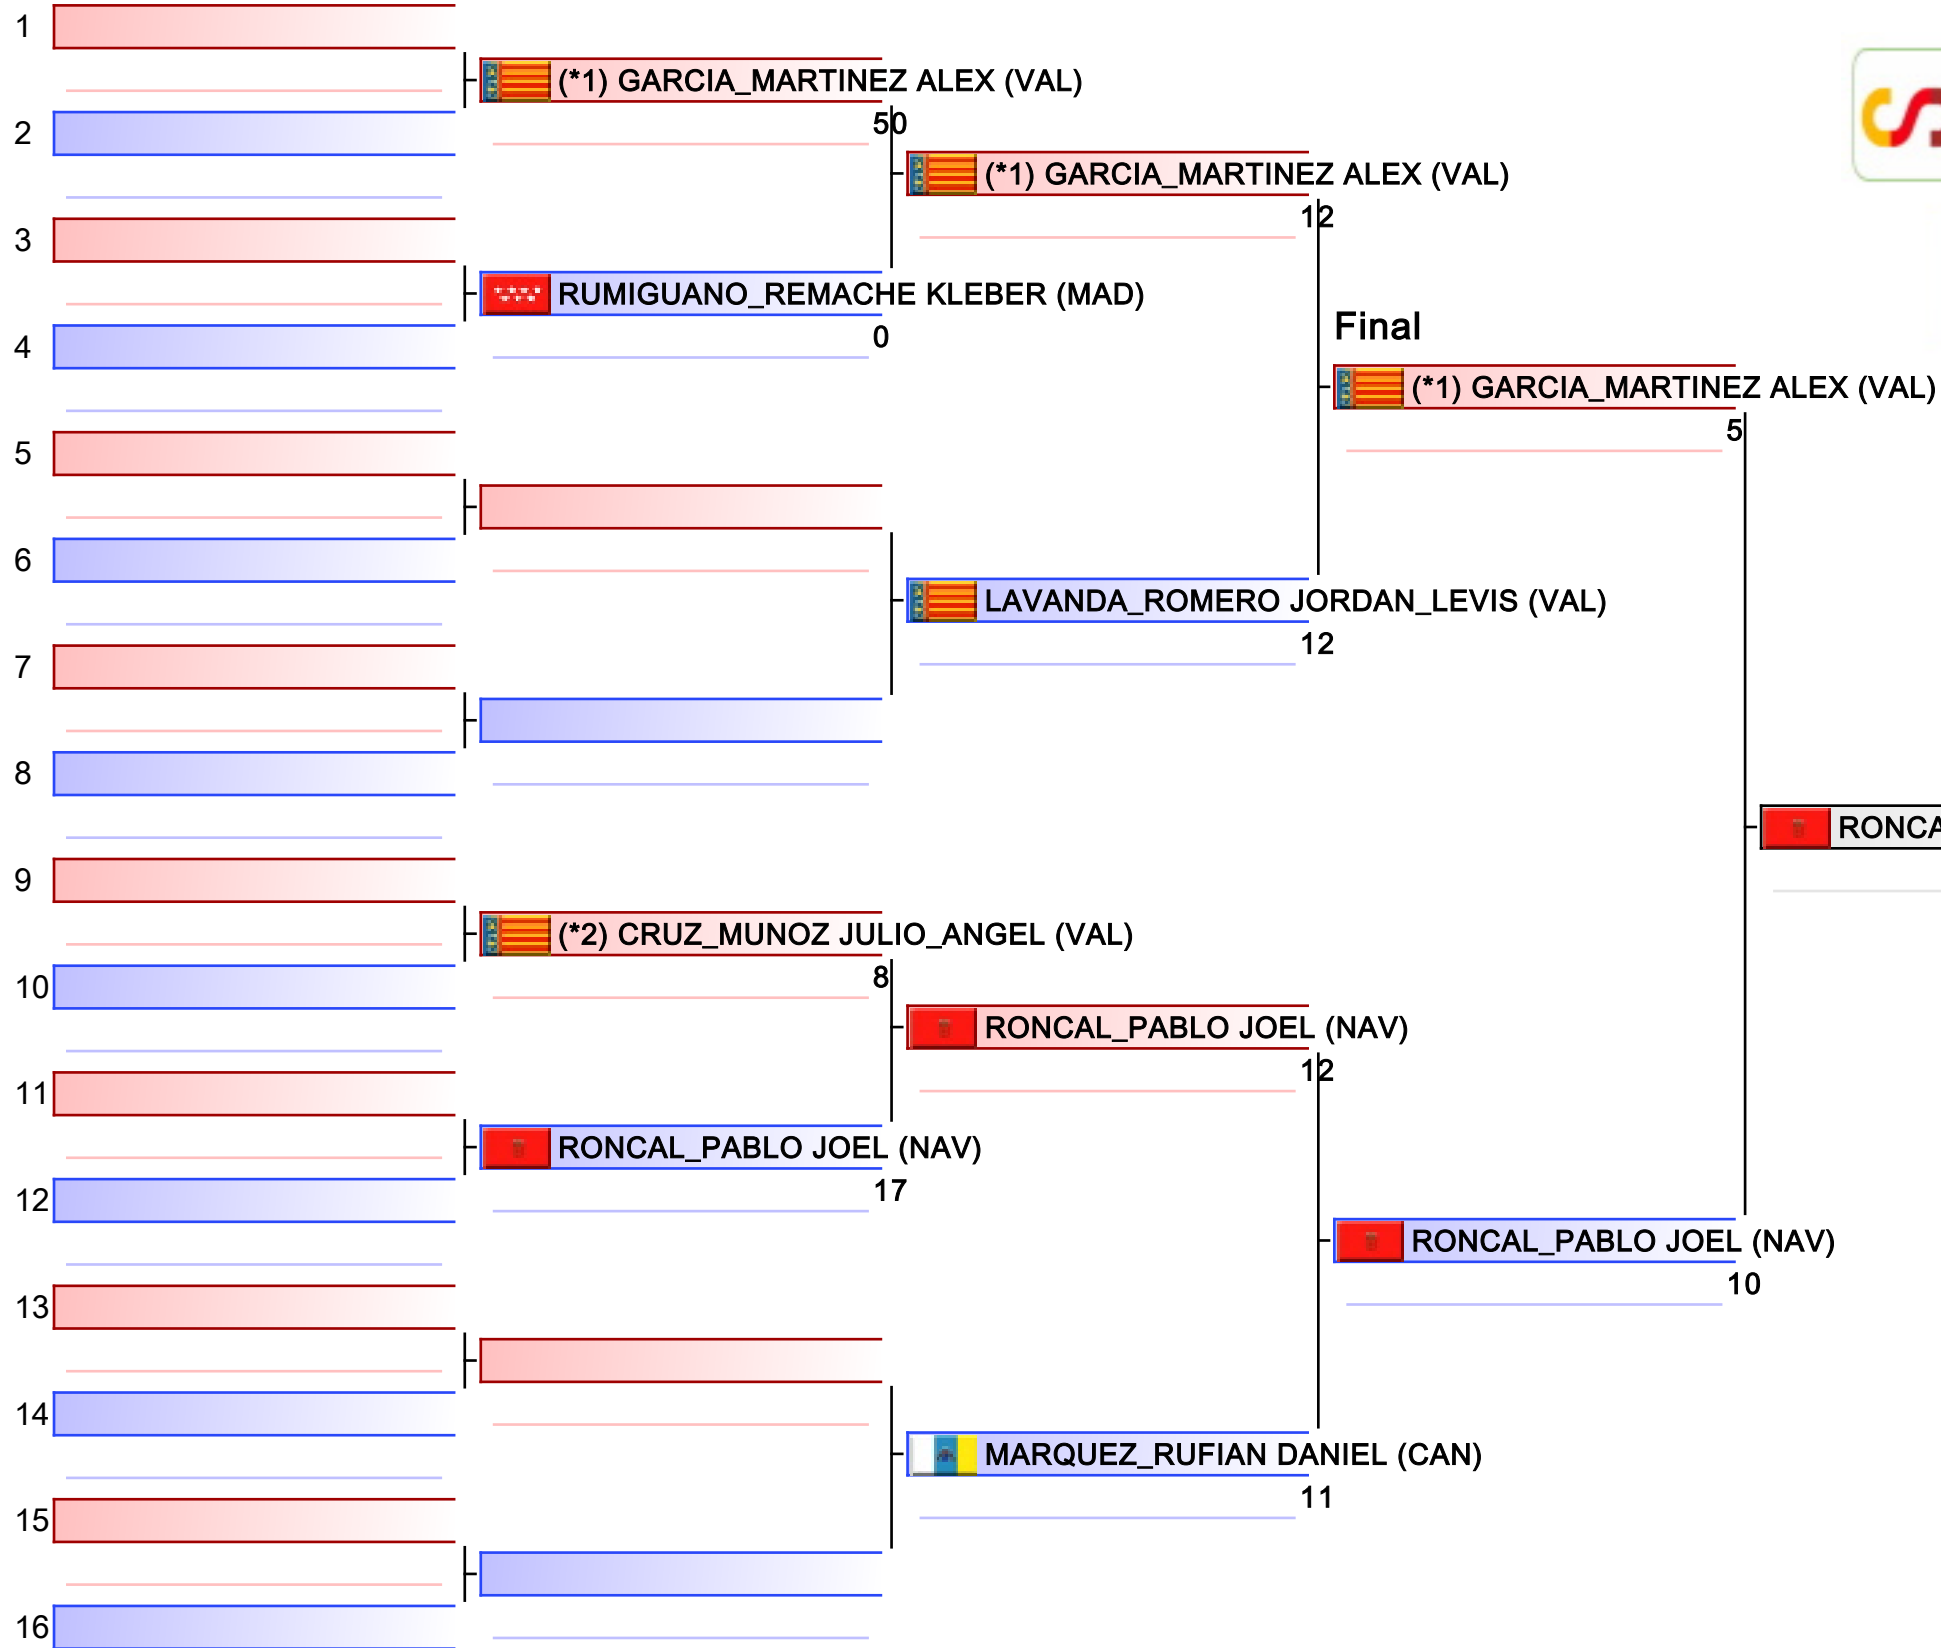 1
(*1) GARCIA_MARTINEZ ALEX (VAL)
50
2
(*1) GARCIA_MARTINEZ ALEX (VAL)
12
3
RUMIGUANO_REMACHE KLEBER (MAD)
0
4
Final
(*1) GARCIA_MARTINEZ ALEX (VAL)
5
5
6
LAVANDA_ROMERO JORDAN_LEVIS (VAL)
12
7
8
RONCA
9
(*2) CRUZ_MUNOZ JULIO_ANGEL (VAL)
8
10
RONCAL_PABLO JOEL (NAV)
12
11
RONCAL_PABLO JOEL (NAV)
17
12
RONCAL_PABLO JOEL (NAV)
10
13
14
MARQUEZ_RUFIAN DANIEL (CAN)
11
15
16